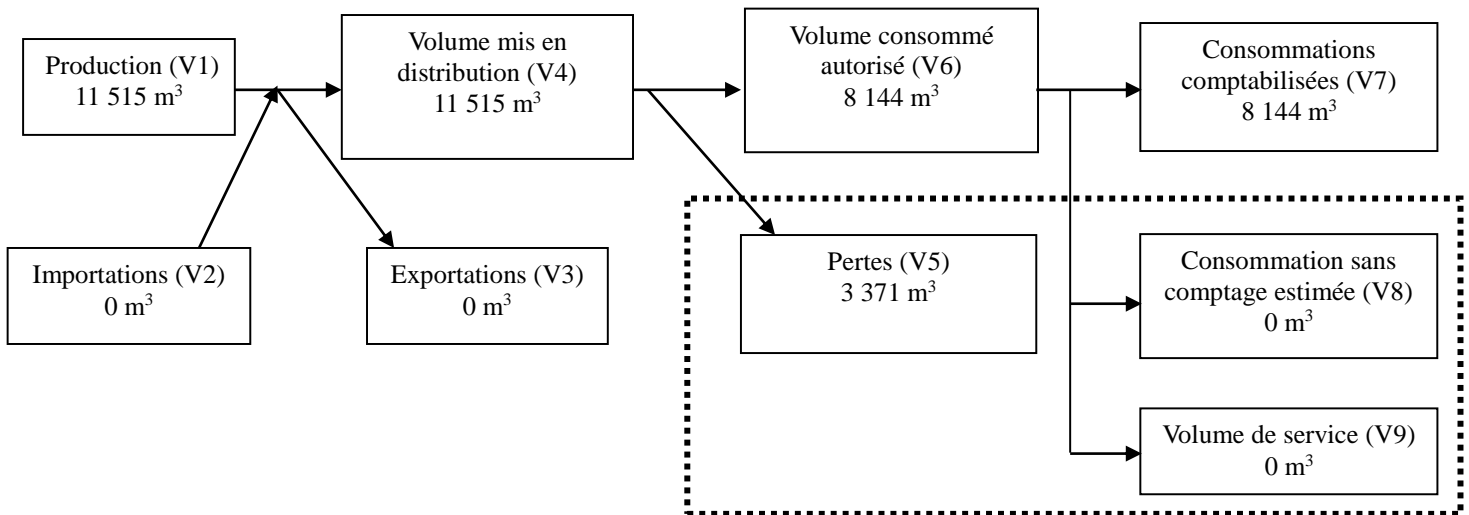 Production (V1)
11 515 m³
Volume mis en
distribution (V4)
11 515 m³
Volume consommé
autorisé (V6)
8 144 m³
Consommations
comptabilisées (V7)
8 144 m³
Importations (V2)
0 m³
Exportations (V3)
0 m³
Pertes (V5)
3 371 m³
Consommation sans
comptage estimée (V8)
0 m³
Volume de service (V9)
0 m³